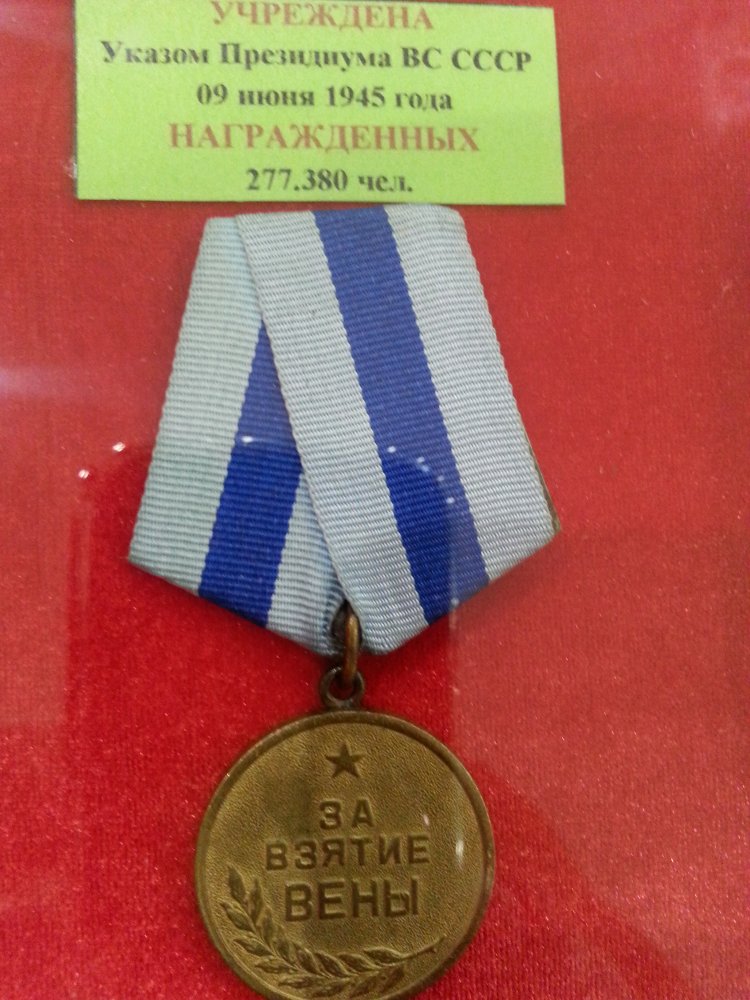 УЧРЕЖДЕНА
Указом Президиума ВС СССР
09 июня 1945 года
НАГРАЖДЕННЫХ
277.380 чел.
ЗА
ВЗЯТИЕ
ВЕНЫ